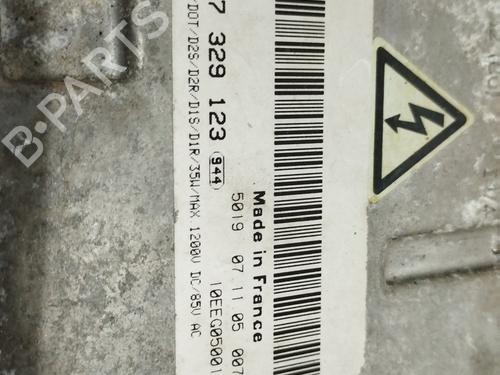 7 329 123 944
-DOT/D2S/D2R/D1S/D1R/35W/MAX 1200V DC/85V AC
Made in France
5019 07 11 05 007
10EEG05001
B-PARTS